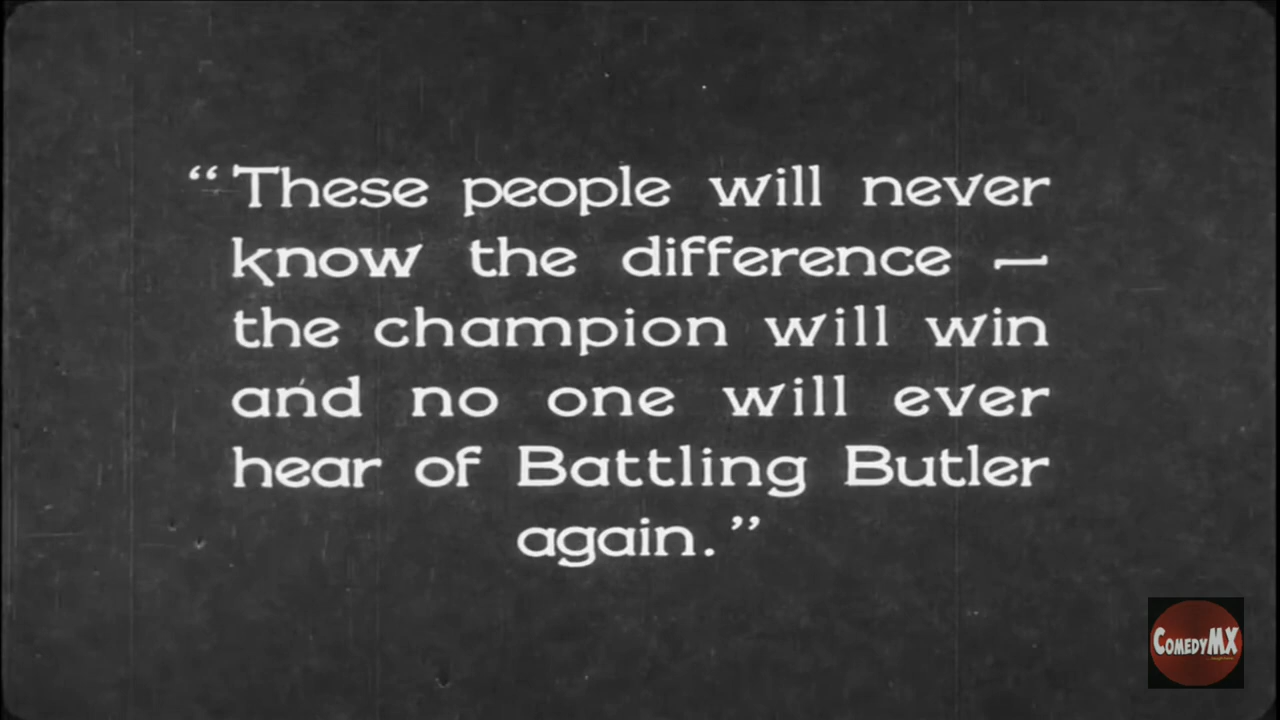 “These people will never
know the difference —
the champion will win
and no one will ever
hear of Battling Butler
again.”
COMEDYMX